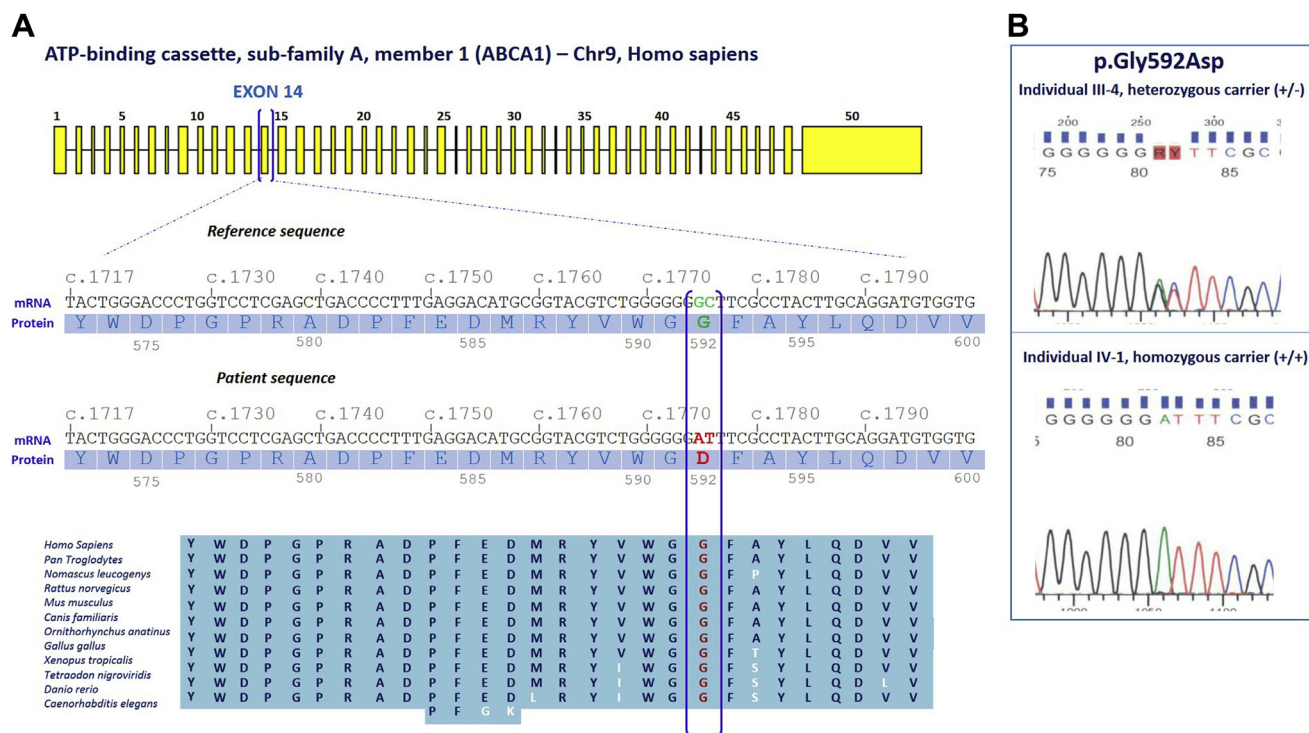 A
ATP-binding cassette, sub-family A, member 1 (ABCA1) – Chr9, Homo sapiens
EXON 14
1 5 10 15 20 25 30 35 40 45 50
Reference sequence
c.1717 c.1730 c.1740 c.1750 c.1760 c.1770 c.1780 c.1790
mRNA TACTGGGACCCTGGTCCTCGAGCTGACCCCTTTGAGGACATGCGGTACGTCTGGGGGGGCTTCGCCTACTTGCAGGATGTGGTG
Protein Y W D P G P R A D P F E D M R Y V W G G F A Y L Q D V V
575 580 585 590 592 595 600
Patient sequence
c.1717 c.1730 c.1740 c.1750 c.1760 c.1770 c.1780 c.1790
mRNA TACTGGGACCCTGGTCCTCGAGCTGACCCCTTTGAGGACATGCGGTACGTCTGGGGGGATTTCGCCTACTTGCAGGATGTGGTG
Protein Y W D P G P R A D P F E D M R Y V W G D F A Y L Q D V V
575 580 585 590 592 595 600
Homo Sapiens Y W D P G P R A D P F E D M R Y V W G G F A Y L Q D V V
Pan Troglodytes Y W D P G P R A D P F E D M R Y V W G G F A Y L Q D V V
Nomascus leucogenys Y W D P G P R A D P F E D M R Y V W G G F P Y L Q D V V
Rattus norvegicus Y W D P G P R A D P F E D M R Y V W G G F A Y L Q D V V
Mus musculus Y W D P G P R A D P F E D M R Y V W G G F A Y L Q D V V
Canis familiaris Y W D P G P R A D P F E D M R Y V W G G F A Y L Q D V V
Ornithorhynchus anatinus Y W D P G P R A D P F E D M R Y V W G G F A Y L Q D V V
Gallus gallus Y W D P G P R A D P F E D M R Y V W G G F T Y L Q D V V
Xenopus tropicalis Y W D P G P R A D P F E D M R Y I W G G F S Y L Q D V V
Tetraodon nigroviridis Y W D P G P R A D P F E D M R Y I W G G F S Y L Q D L V
Danio rerio Y W D P G P R A D P F E D L R Y I W G G F S Y L Q D V V
Caenorhabditis elegans P F G K
B
p.Gly592Asp
Individual III-4, heterozygous carrier (+/-)
200 250 300
G G G G G G R Y T T C G C
75 80 85
Individual IV-1, homozygous carrier (+/+)
G G G G G G A T T T C G C
80 85